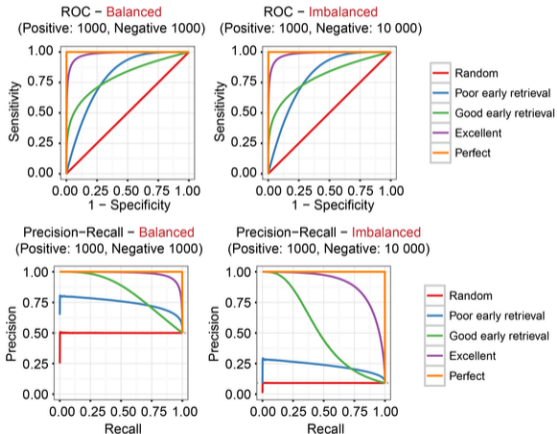 ROC – Balanced
(Positive: 1000, Negative 1000)
ROC – Imbalanced
(Positive: 1000, Negative: 10 000)
Sensitivity
1.00
0.75
0.50
0.25
0.00
0.00 0.25 0.50 0.75 1.00
1 – Specificity
Sensitivity
1.00
0.75
0.50
0.25
0.00
0.00 0.25 0.50 0.75 1.00
1 – Specificity
Random
Poor early retrieval
Good early retrieval
Excellent
Perfect
Precision–Recall – Balanced
(Positive: 1000, Negative 1000)
Precision–Recall – Imbalanced
(Positive: 1000, Negative: 10 000)
Precision
1.00
0.75
0.50
0.25
0.00
0.00 0.25 0.50 0.75 1.00
Recall
Precision
1.00
0.75
0.50
0.25
0.00
0.00 0.25 0.50 0.75 1.00
Recall
Random
Poor early retrieval
Good early retrieval
Excellent
Perfect